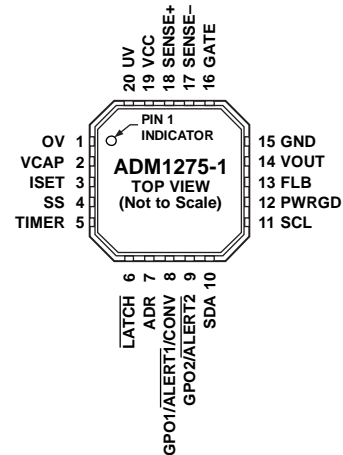 20 UV
19 VCC
18 SENSE+
17 SENSE–
16 GATE
PIN 1
INDICATOR
OV 1
VCAP 2
ISET 3
SS 4
TIMER 5
ADM1275-1
TOP VIEW
(Not to Scale)
15 GND
14 VOUT
13 FLB
12 PWRGD
11 SCL
LATCH 6
ADR 7
GPO1/ALERT1/CONV 8
GPO2/ALERT2 9
SDA 10